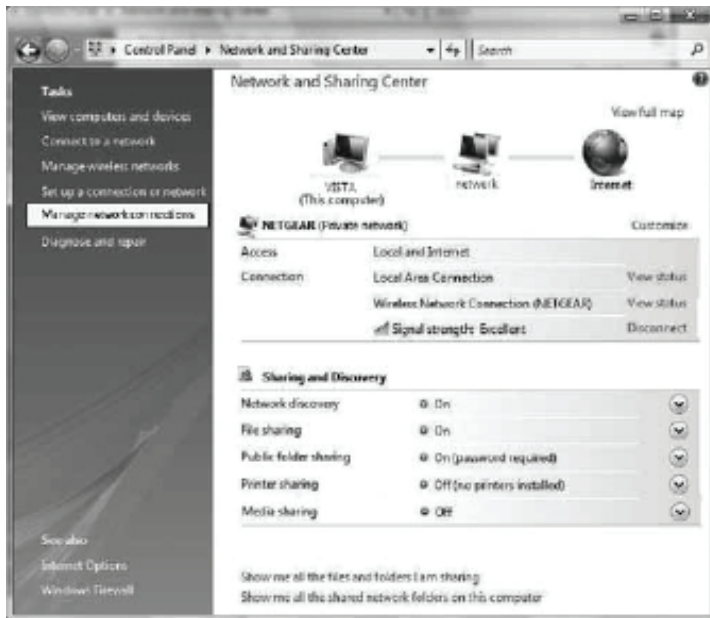 Control Panel ▸ Network and Sharing Center
Search
Tasks
View computers and devices
Connect to a network
Manage wireless networks
Set up a connection or network
Manage network connections
Diagnose and repair
See also
Internet Options
Windows Firewall
Network and Sharing Center
View full map
VISTA
(This computer)
network
Internet
NETGEAR (Private network)
Customize
Access
Local and Internet
Connection
Local Area Connection
View status
Wireless Network Connection (NETGEAR)
View status
Signal strength: Excellent
Disconnect
Sharing and Discovery
Network discovery
On
File sharing
On
Public folder sharing
On (password required)
Printer sharing
Off (no printers installed)
Media sharing
Off
Show me all the files and folders I am sharing
Show me all the shared network folders on this computer